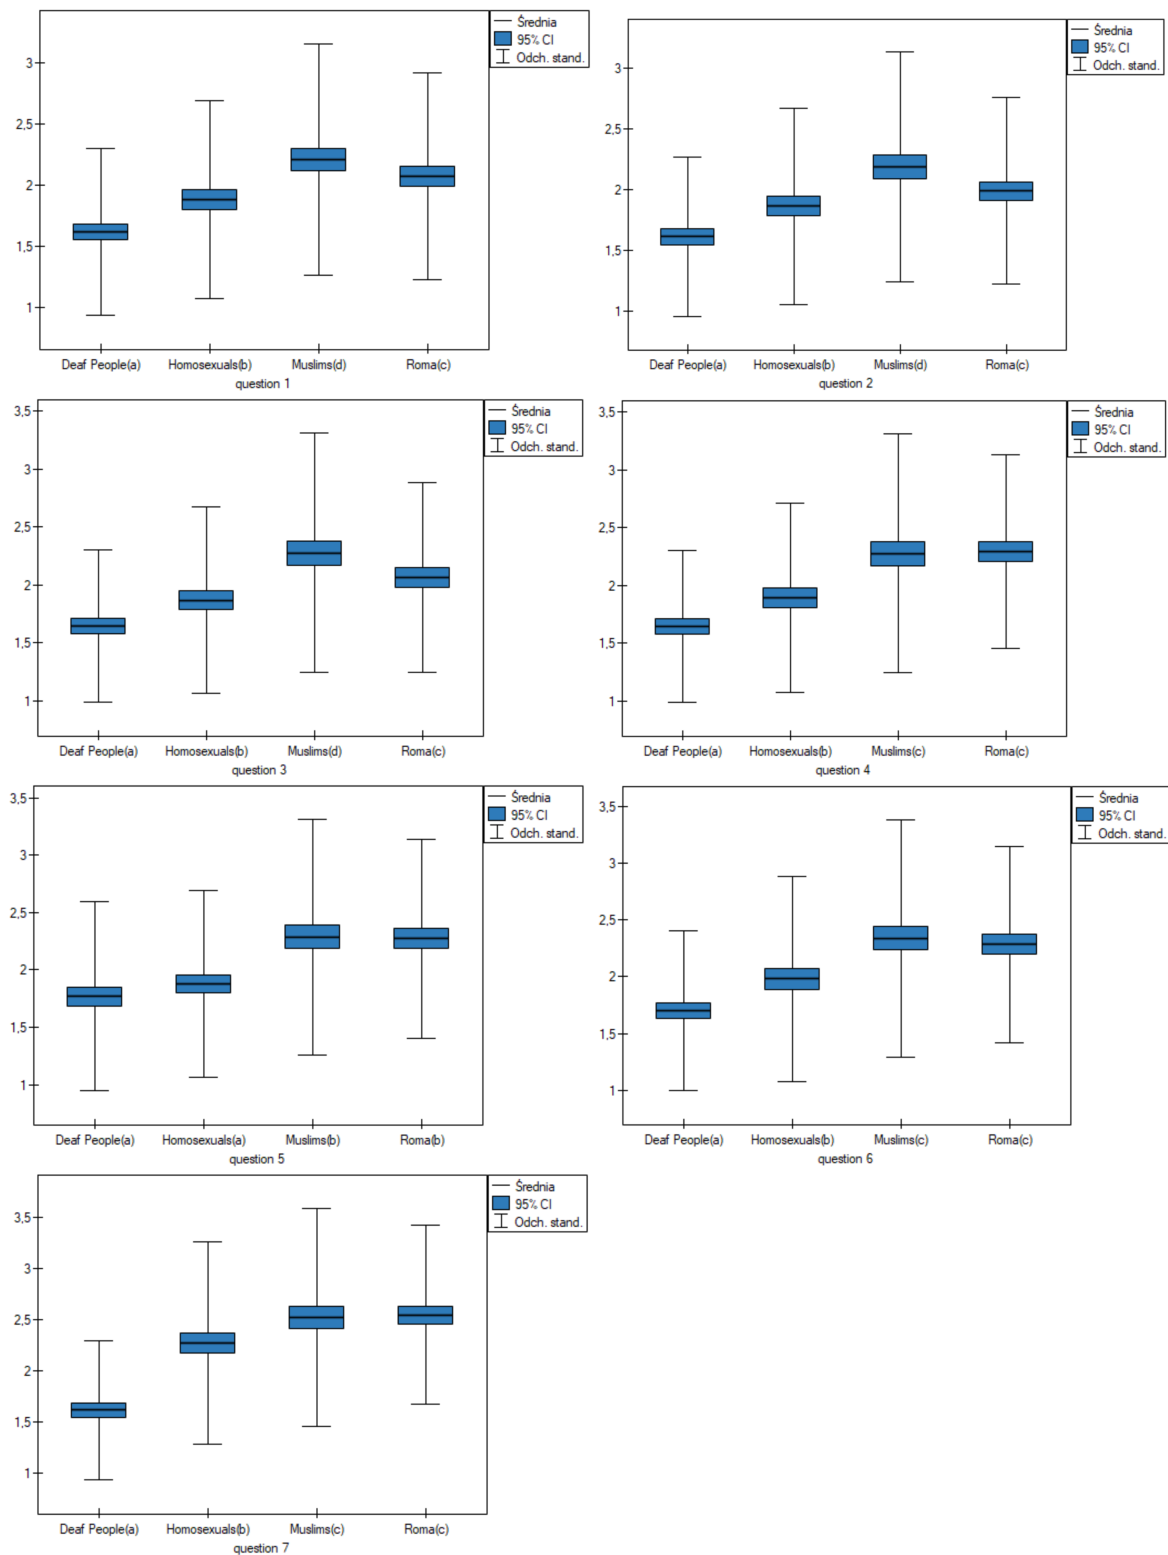 Średnia
95% CI
Odch. stand.
3
2,5
2
1,5
1
Deaf People(a) Homosexuals(b) Muslims(d) Roma(c)
question 1
Średnia
95% CI
Odch. stand.
3
2,5
2
1,5
1
Deaf People(a) Homosexuals(b) Muslims(d) Roma(c)
question 2
Średnia
95% CI
Odch. stand.
3,5
3
2,5
2
1,5
1
Deaf People(a) Homosexuals(b) Muslims(d) Roma(c)
question 3
Średnia
95% CI
Odch. stand.
3,5
3
2,5
2
1,5
1
Deaf People(a) Homosexuals(b) Muslims(c) Roma(c)
question 4
Średnia
95% CI
Odch. stand.
3,5
3
2,5
2
1,5
1
Deaf People(a) Homosexuals(a) Muslims(b) Roma(b)
question 5
Średnia
95% CI
Odch. stand.
3,5
3
2,5
2
1,5
1
Deaf People(a) Homosexuals(b) Muslims(c) Roma(c)
question 6
Średnia
95% CI
Odch. stand.
3,5
3
2,5
2
1,5
1
Deaf People(a) Homosexuals(b) Muslims(c) Roma(c)
question 7